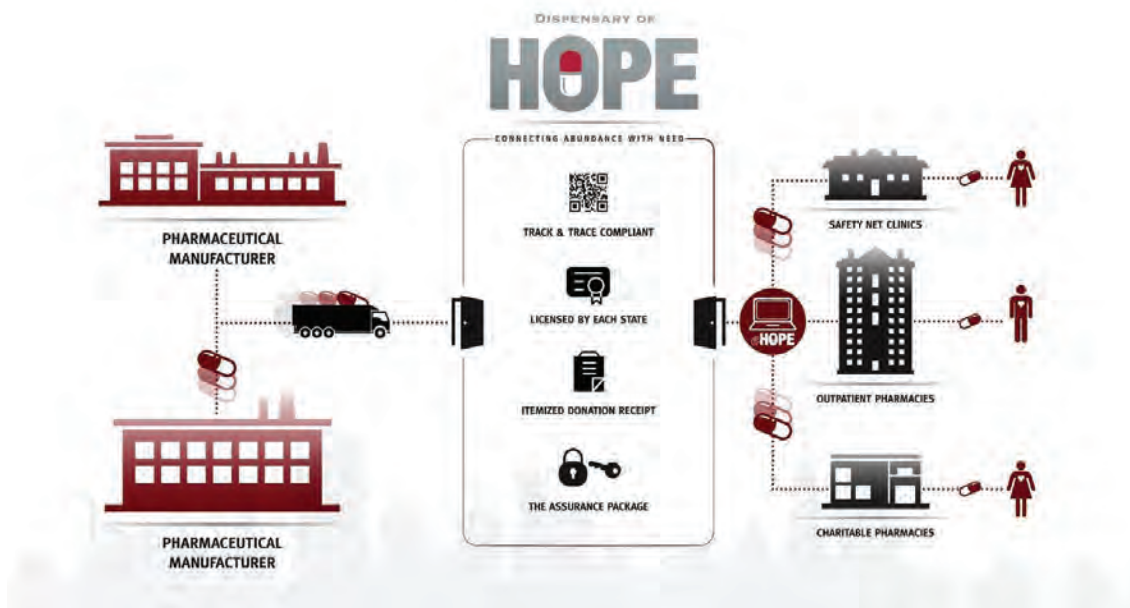 DISPENSARY OF
HOPE
CONNECTING ABUNDANCE WITH NEED
PHARMACEUTICAL
MANUFACTURER
PHARMACEUTICAL
MANUFACTURER
TRACK & TRACE COMPLIANT
LICENSED BY EACH STATE
ITEMIZED DONATION RECEIPT
THE ASSURANCE PACKAGE
HOPE
SAFETY NET CLINICS
OUTPATIENT PHARMACIES
CHARITABLE PHARMACIES